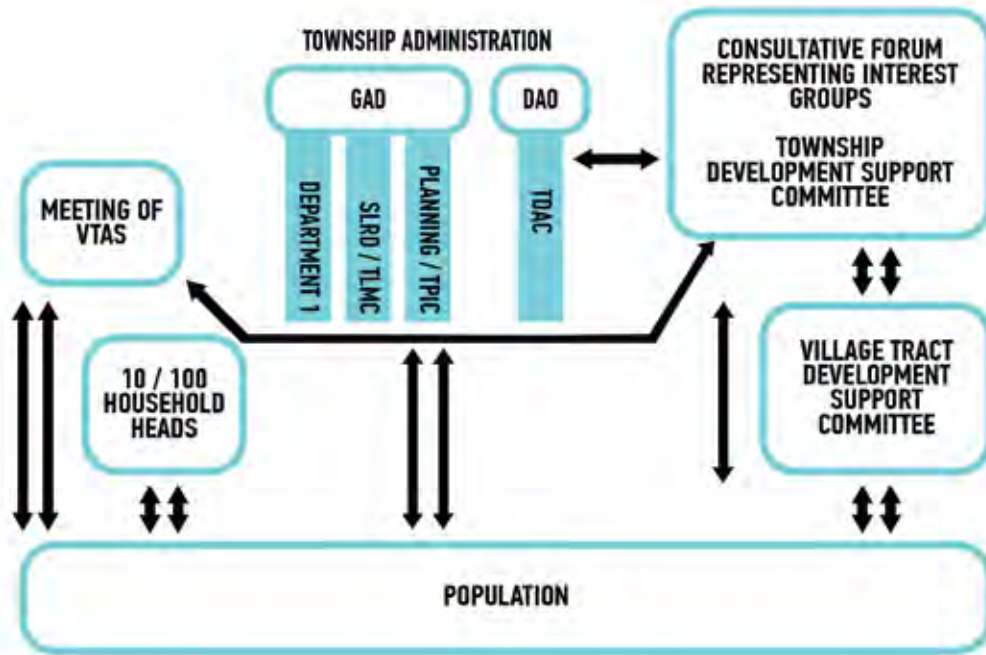 TOWNSHIP ADMINISTRATION
GAD
DAO
DEPARTMENT 1
SLRD / TLMC
PLANNING / TPIC
TDAC
CONSULTATIVE FORUM
REPRESENTING INTEREST
GROUPS
TOWNSHIP
DEVELOPMENT SUPPORT
COMMITTEE
MEETING OF
VTAS
10 / 100
HOUSEHOLD
HEADS
VILLAGE TRACT
DEVELOPMENT
SUPPORT
COMMITTEE
POPULATION